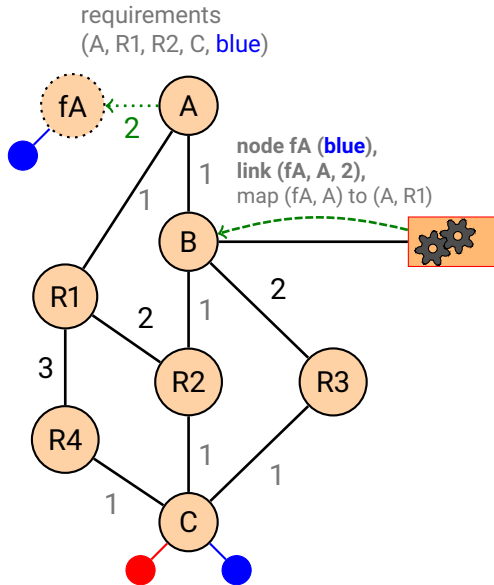 requirements
(A, R1, R2, C, blue)
fA
A
2
node fA (blue),
link (fA, A, 2),
map (fA, A) to (A, R1)
1
1
B
R1
2
2
1
3
R2
R3
R4
1
1
1
C